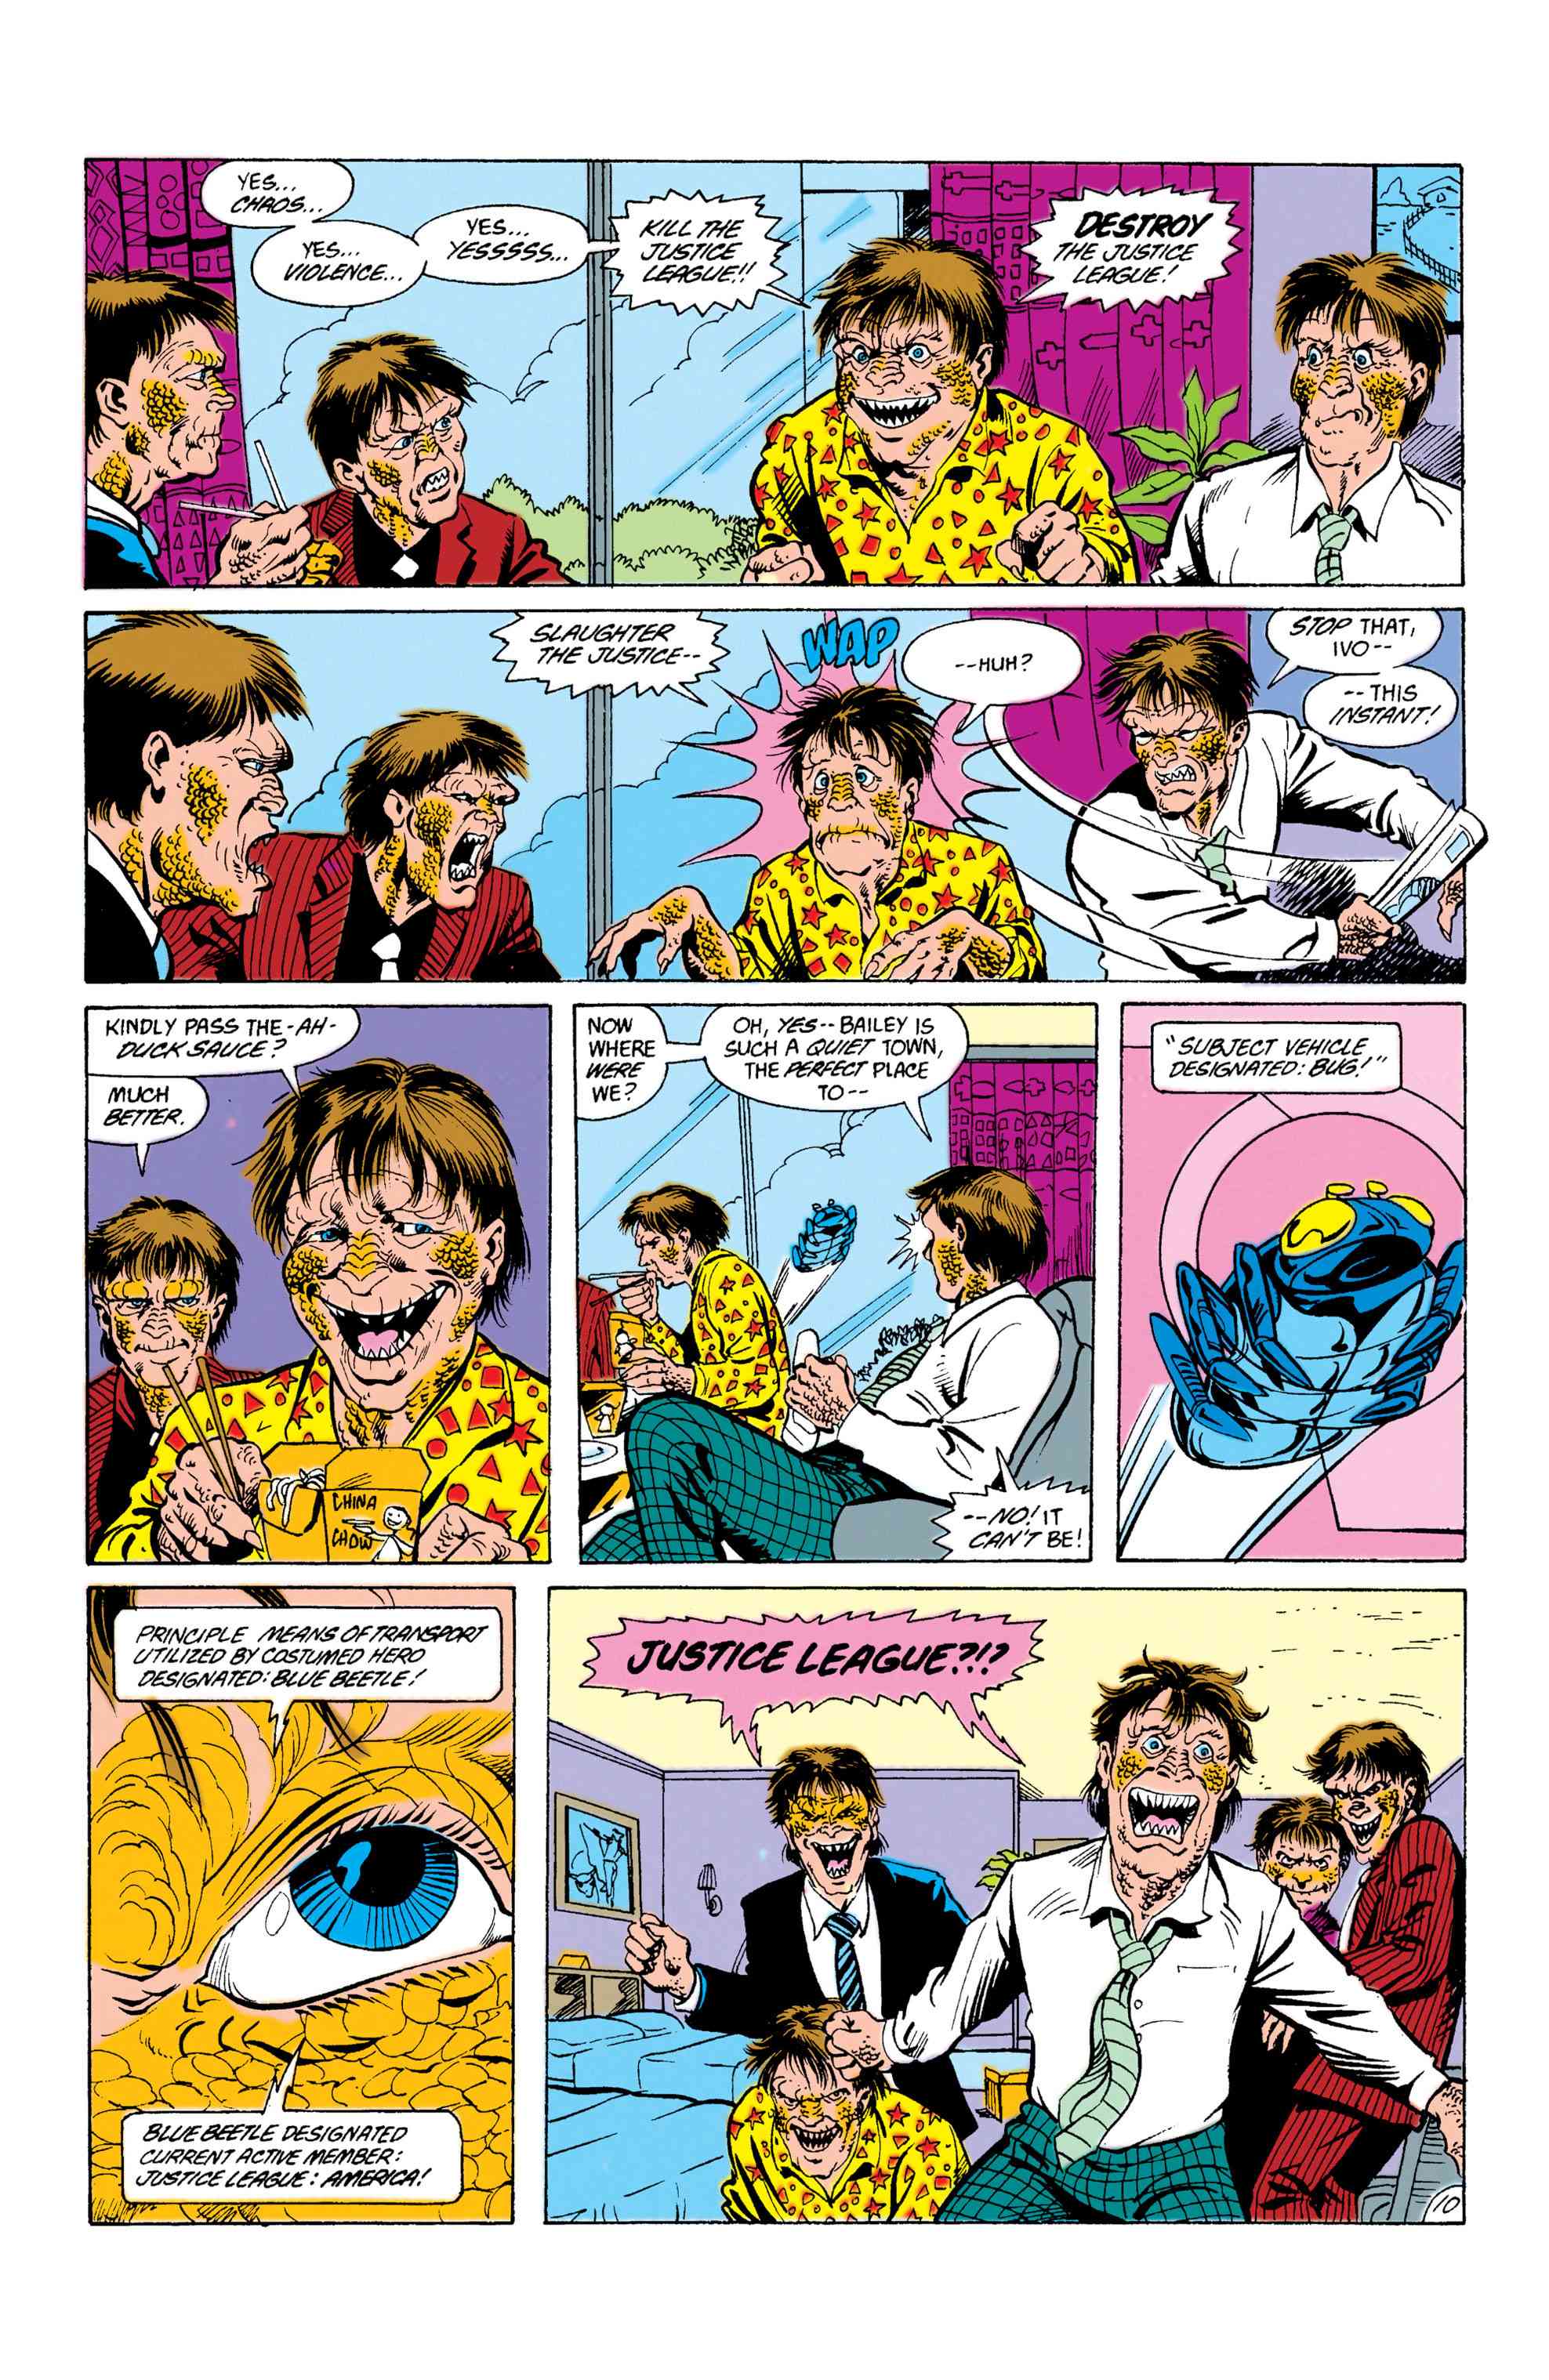 YES...
CHAOS...
YES...
VIOLENCE...
YES...
YESSSSS...
KILL THE
JUSTICE
LEAGUE!!
DESTROY
THE JUSTICE
LEAGUE!
SLAUGHTER
THE JUSTICE--
WAP
--HUH?
STOP THAT,
IVO--
--THIS
INSTANT!
KINDLY PASS THE -AH-
DUCK SAUCE?
MUCH
BETTER.
CHINA
CHOW
NOW
WHERE
WERE
WE?
OH, YES-- BAILEY IS
SUCH A QUIET TOWN,
THE PERFECT PLACE
TO--
--NO! IT
CAN'T BE!
"SUBJECT VEHICLE
DESIGNATED: BUG!"
PRINCIPLE MEANS OF TRANSPORT
UTILIZED BY COSTUMED HERO
DESIGNATED: BLUE BEETLE!
BLUE BEETLE DESIGNATED
CURRENT ACTIVE MEMBER:
JUSTICE LEAGUE: AMERICA!
JUSTICE LEAGUE?!?
10